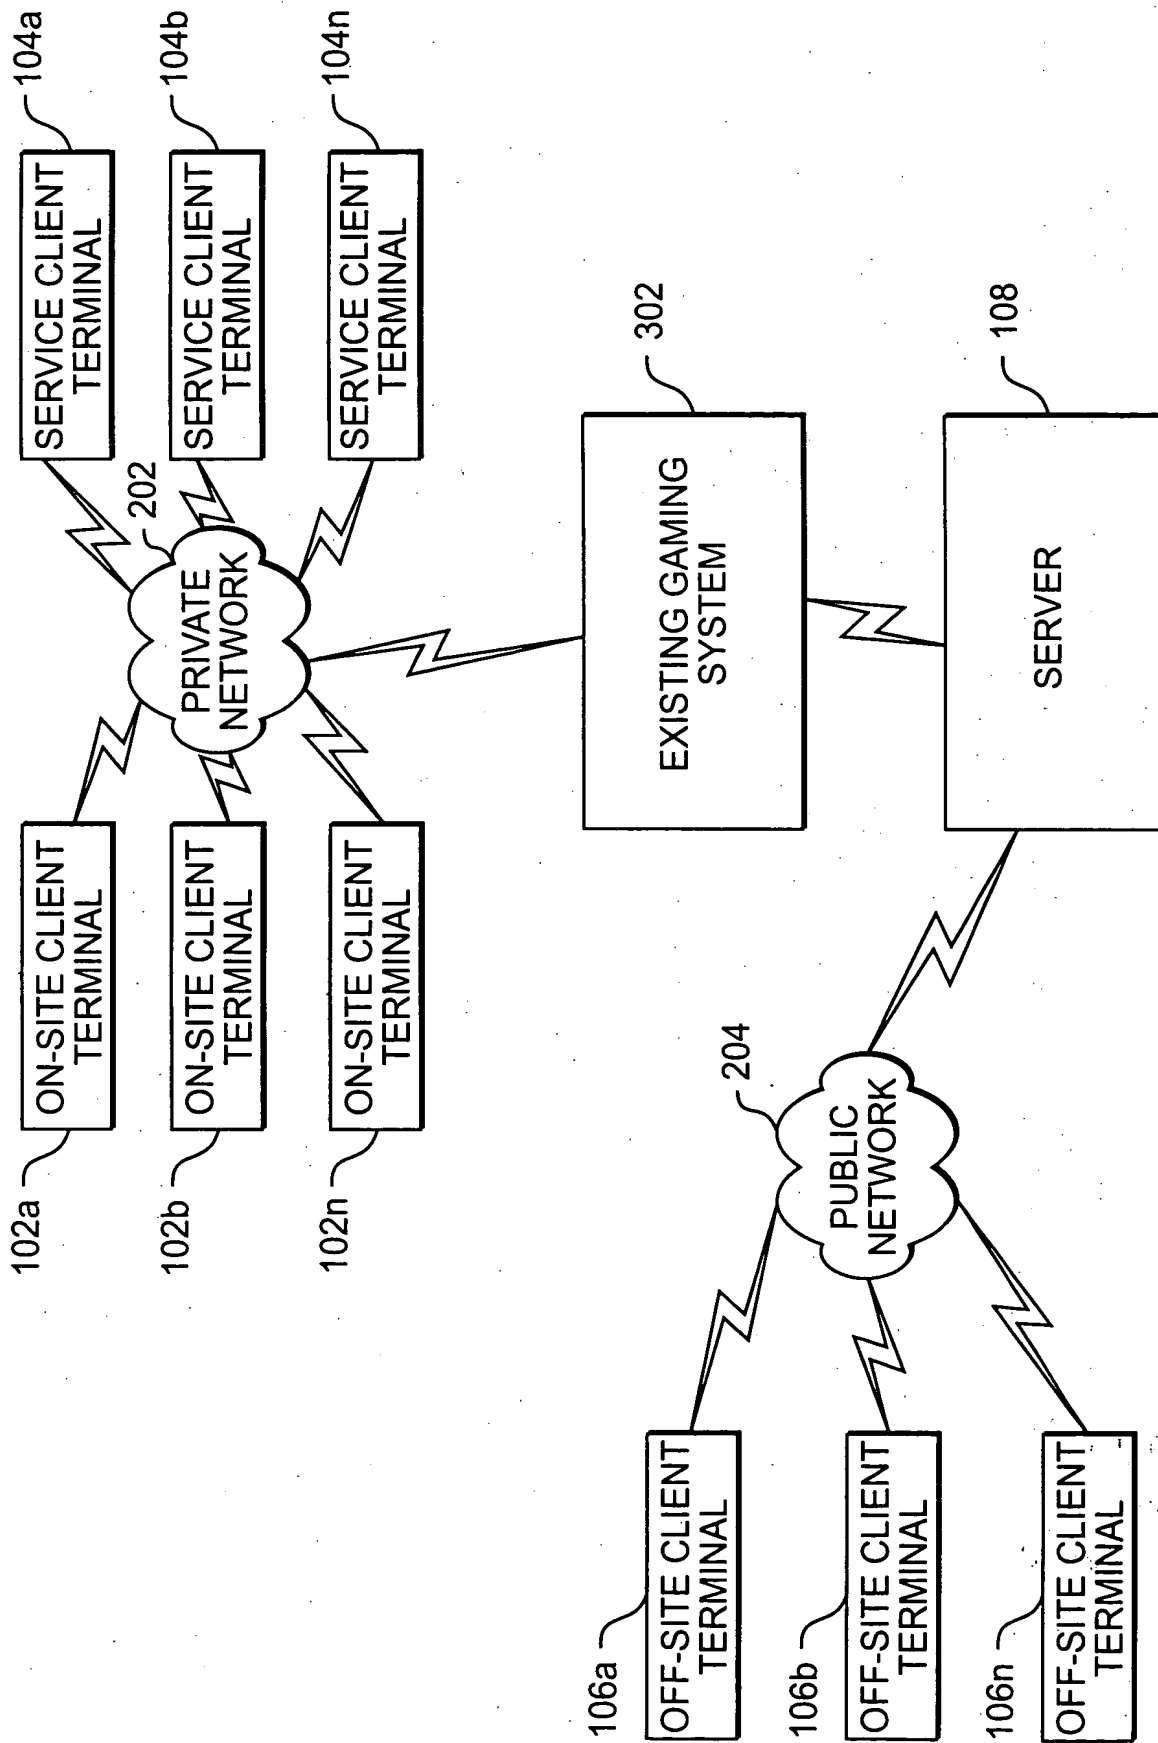 102a
ON-SITE CLIENT
TERMINAL
SERVICE CLIENT
TERMINAL
104a
102b
ON-SITE CLIENT
TERMINAL
202
SERVICE CLIENT
TERMINAL
104b
PRIVATE
NETWORK
102n
ON-SITE CLIENT
TERMINAL
SERVICE CLIENT
TERMINAL
104n
106a
OFF-SITE CLIENT
TERMINAL
204
EXISTING GAMING
SYSTEM
302
106b
OFF-SITE CLIENT
TERMINAL
PUBLIC
NETWORK
106n
OFF-SITE CLIENT
TERMINAL
SERVER
108